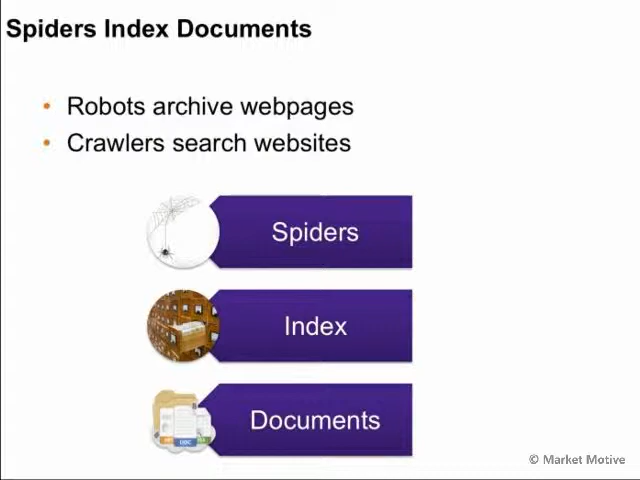 Spiders Index Documents
• Robots archive webpages
• Crawlers search websites
Spiders
Index
Documents
© Market Motive